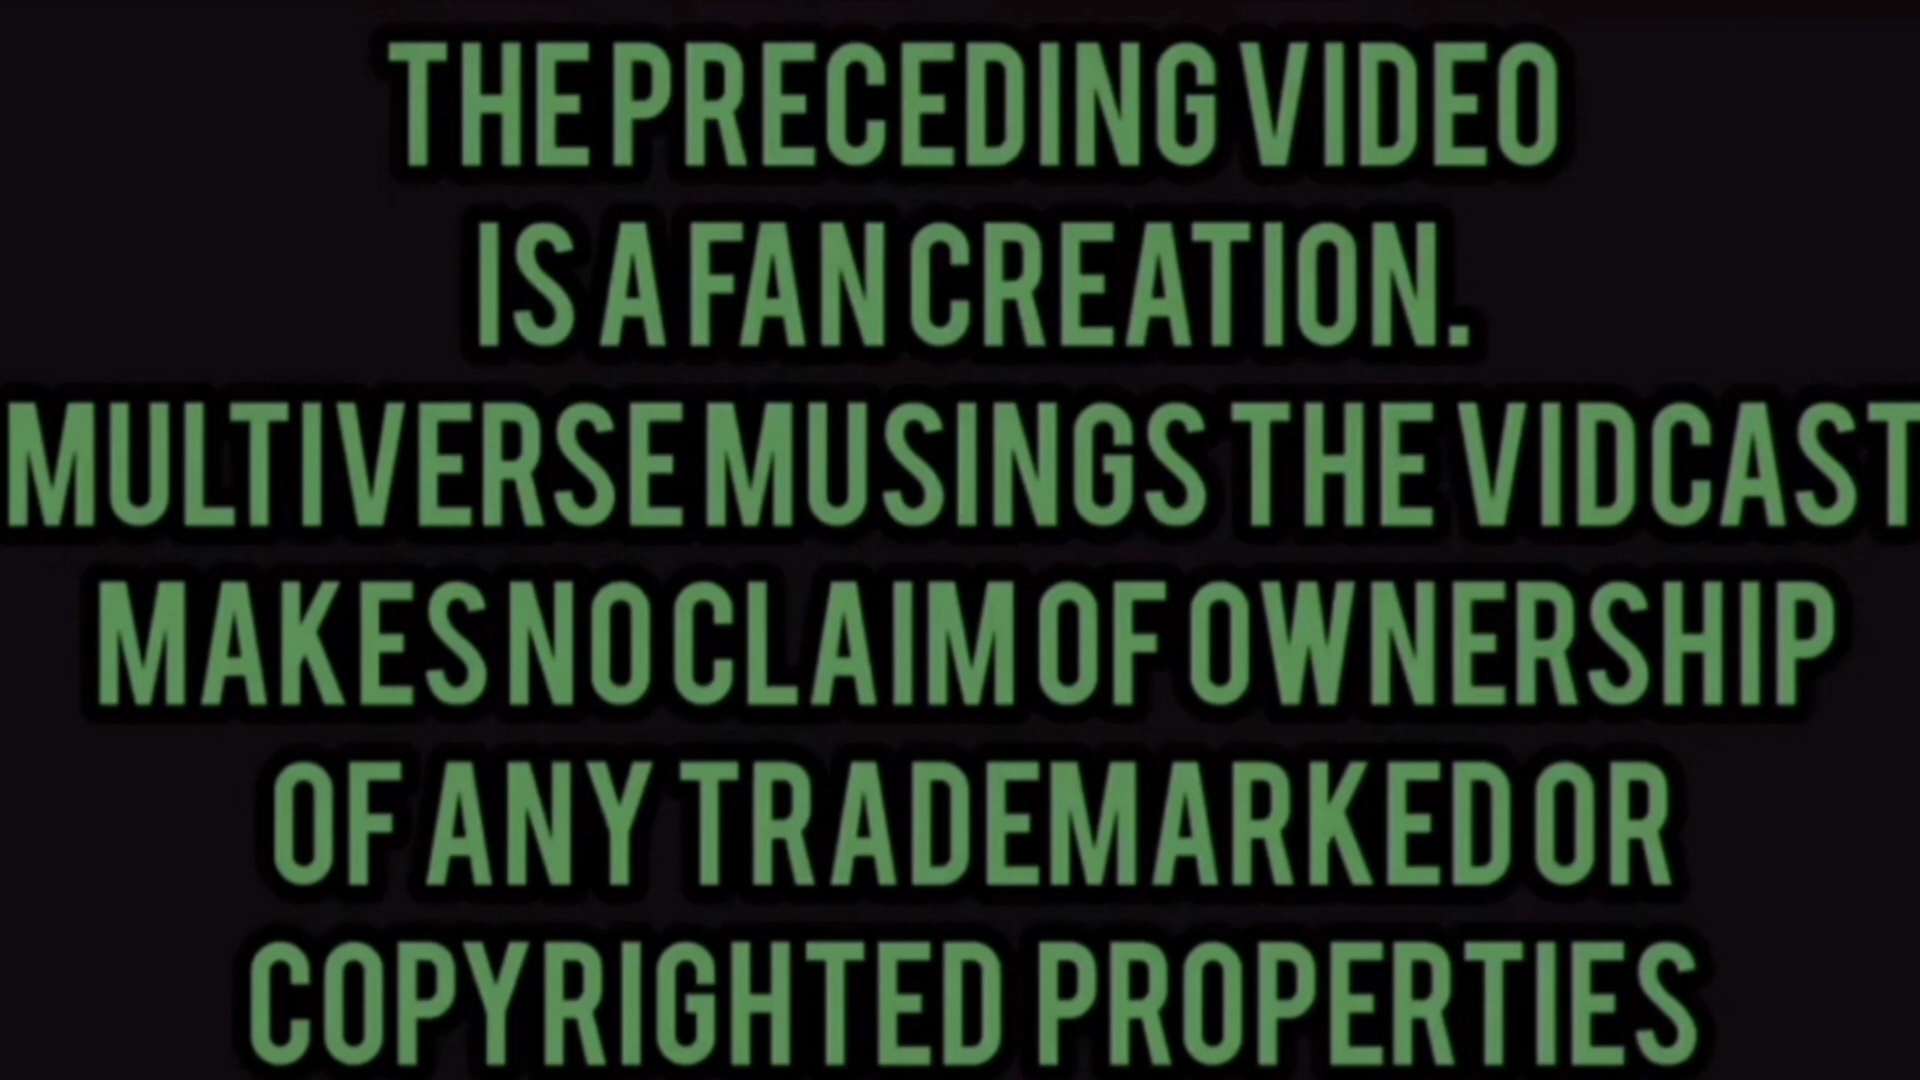 THE PRECEDING VIDEO
IS A FAN CREATION.
MULTIVERSE MUSINGS THE VIDCAST
MAKES NO CLAIM OF OWNERSHIP
OF ANY TRADEMARKED OR
COPYRIGHTED PROPERTIES